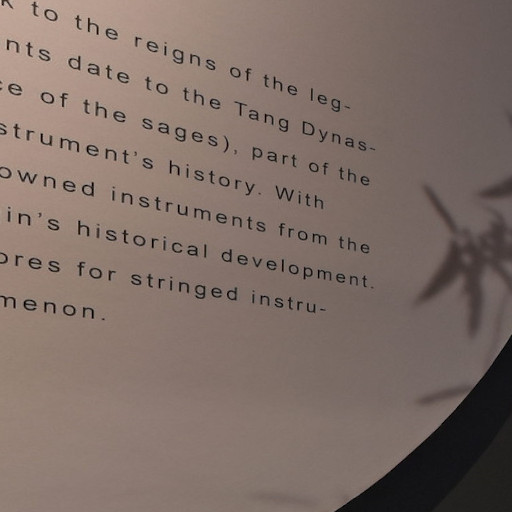 to the reigns of the leg-
nts date to the Tang Dynas-
ce of the sages), part of the
strument's history. With
owned instruments from the
in's historical development.
ores for stringed instru-
menon.